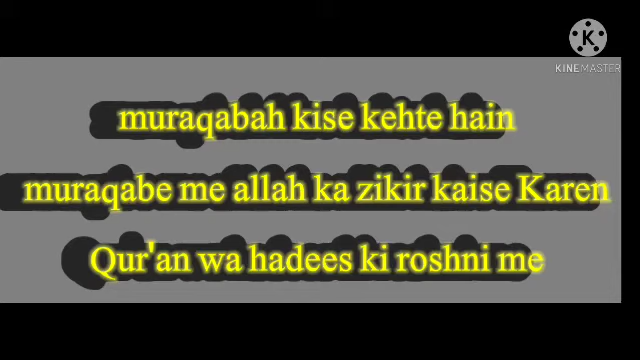 K
KINEMASTER
muraqabah kise kehte hain
muraqabe me allah ka zikir kaise Karen
Qur'an wa hadees ki roshni me